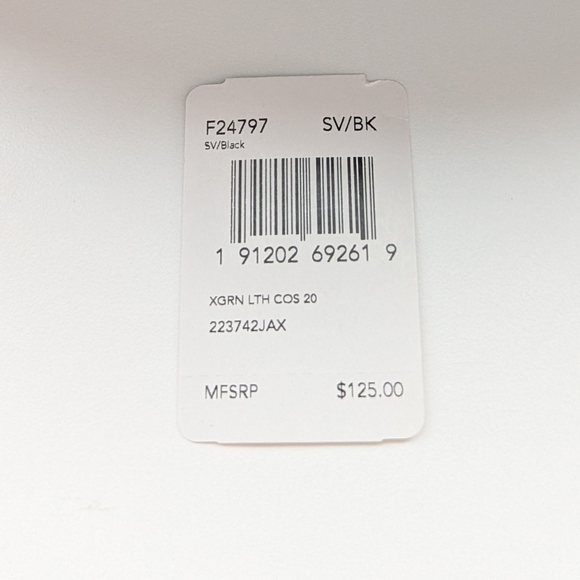 F24797 SV/BK
SV/Black
1 91202 69261 9
XGRN LTH COS 20
223742JAX
MFSRP $125.00